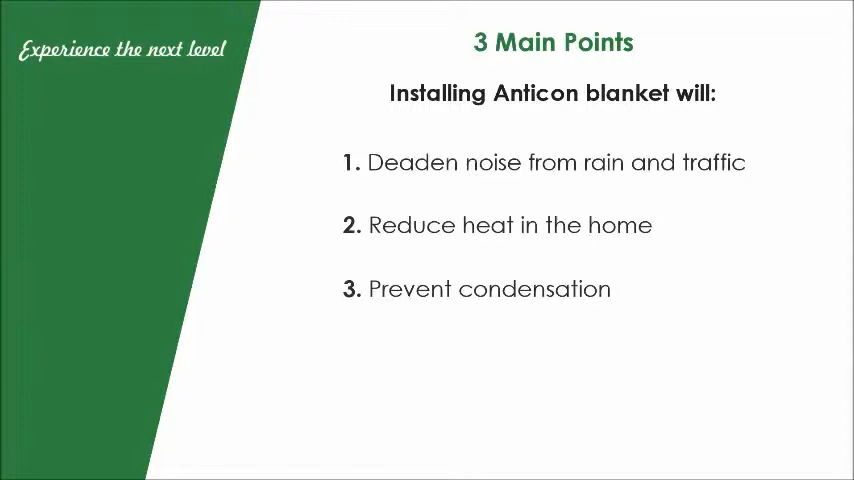 Experience the next level
3 Main Points
Installing Anticon blanket will:
1. Deaden noise from rain and traffic
2. Reduce heat in the home
3. Prevent condensation